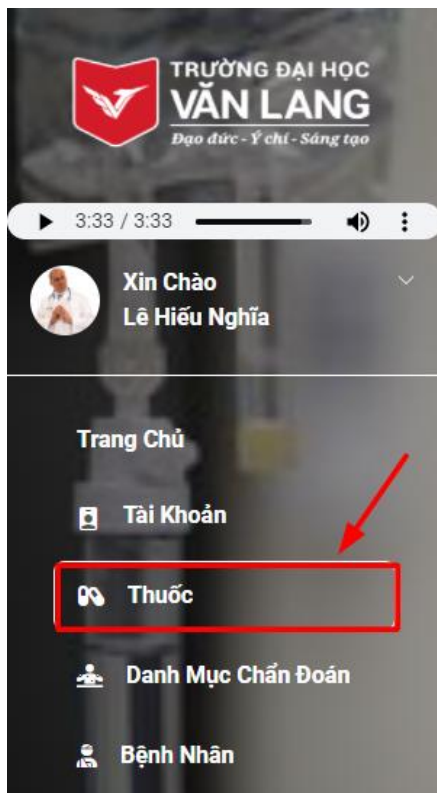 TRƯỜNG ĐẠI HỌC
VĂN LANG
Đạo đức - Ý chí - Sáng tạo
3:33 / 3:33
Xin Chào
Lê Hiếu Nghĩa
Trang Chủ
Tài Khoản
Thuốc
Danh Mục Chẩn Đoán
Bệnh Nhân